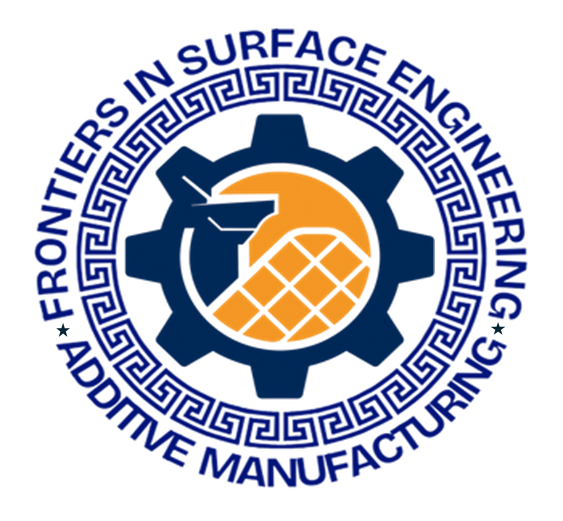 FRONTIERS IN SURFACE ENGINEERING
ADDITIVE MANUFACTURING